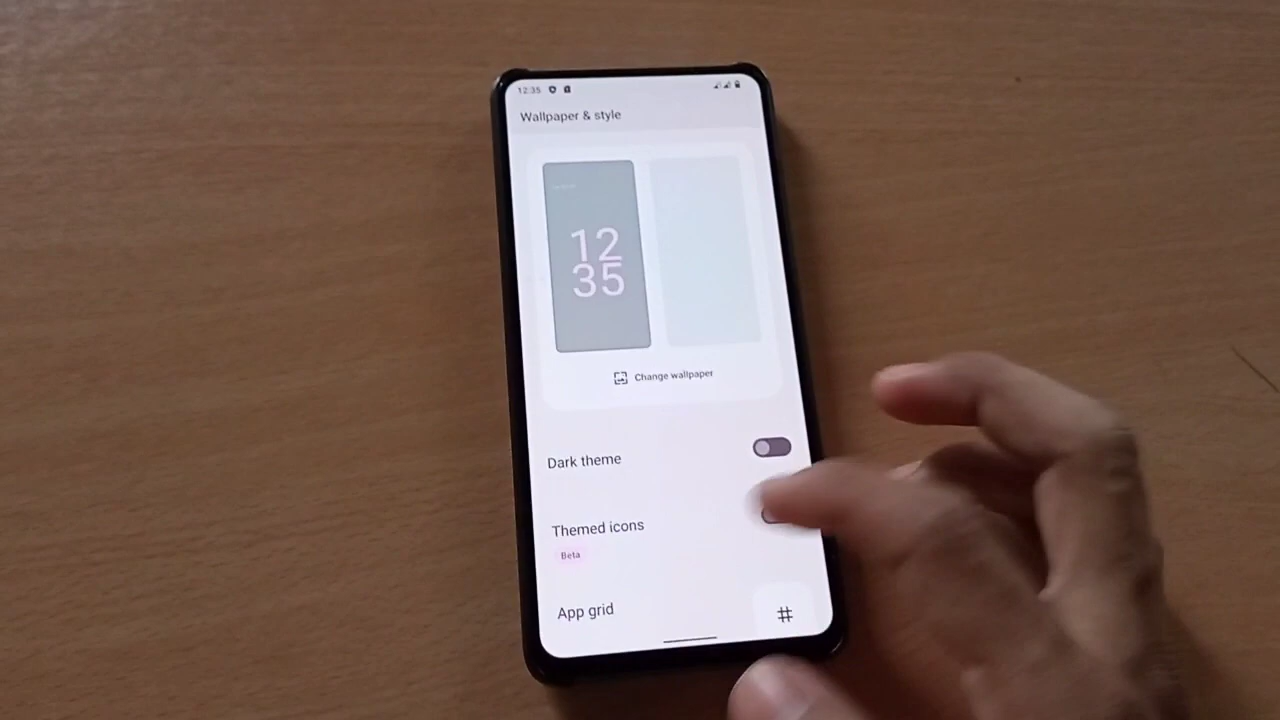 12:35
Wallpaper & style
12
35
Change wallpaper
Dark theme
Themed icons
Beta
App grid